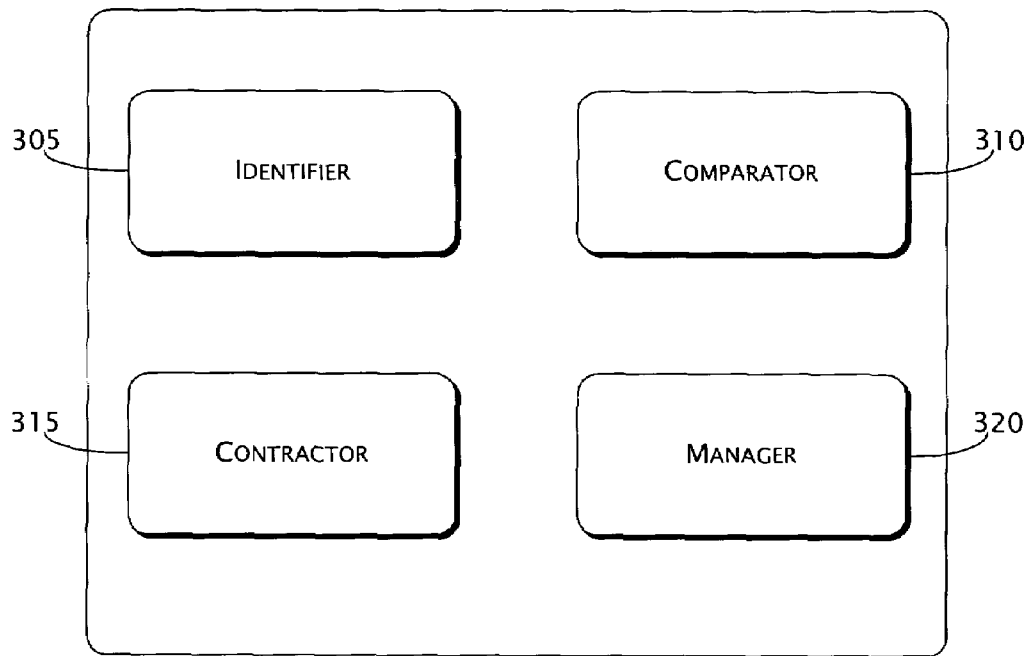 305
IDENTIFIER
COMPARATOR
310
315
CONTRACTOR
MANAGER
320